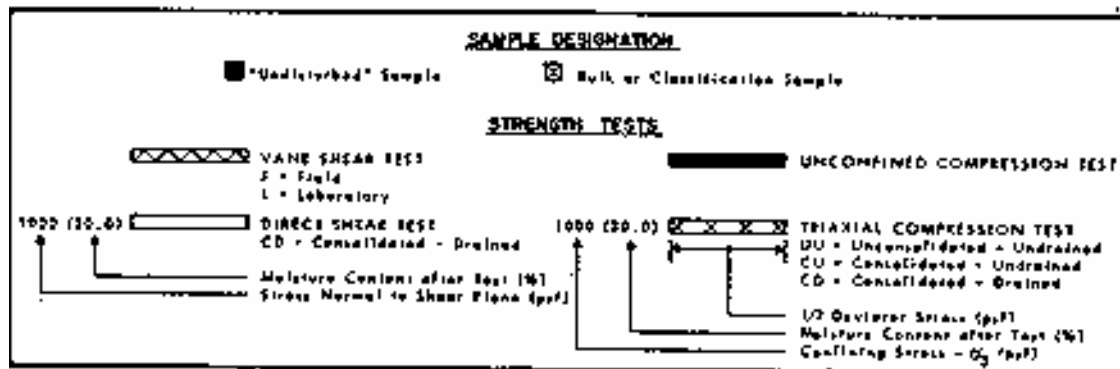 SAMPLE DESIGNATION
"Undisturbed" Sample
Bulk or Classification Sample
STRENGTH TESTS
VANE SHEAR TEST
F = Field
L = Laboratory
UNCONFINED COMPRESSION TEST
1000 (30.0) DIRECT SHEAR TEST
CD = Consolidated - Drained
Moisture Content after Test (%)
Stress Normal to Shear Plane (psf)
1000 (30.0) TRIAXIAL COMPRESSION TEST
UU = Unconsolidated - Undrained
CU = Consolidated - Undrained
CD = Consolidated - Drained
1/2 Deviator Stress (psf)
Moisture Content after Test (%)
Confining Stress - σ3 (psf)